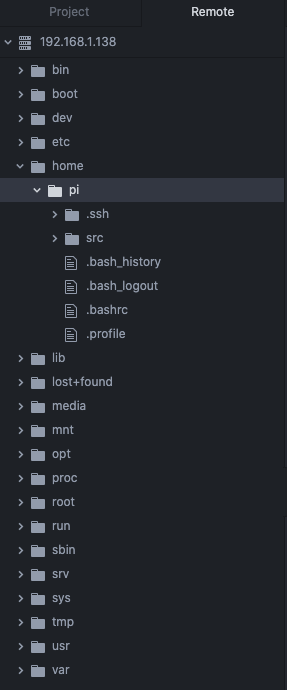 Project Remote
192.168.1.138
bin
boot
dev
etc
home
pi
.ssh
src
.bash_history
.bash_logout
.bashrc
.profile
lib
lost+found
media
mnt
opt
proc
root
run
sbin
srv
sys
tmp
usr
var